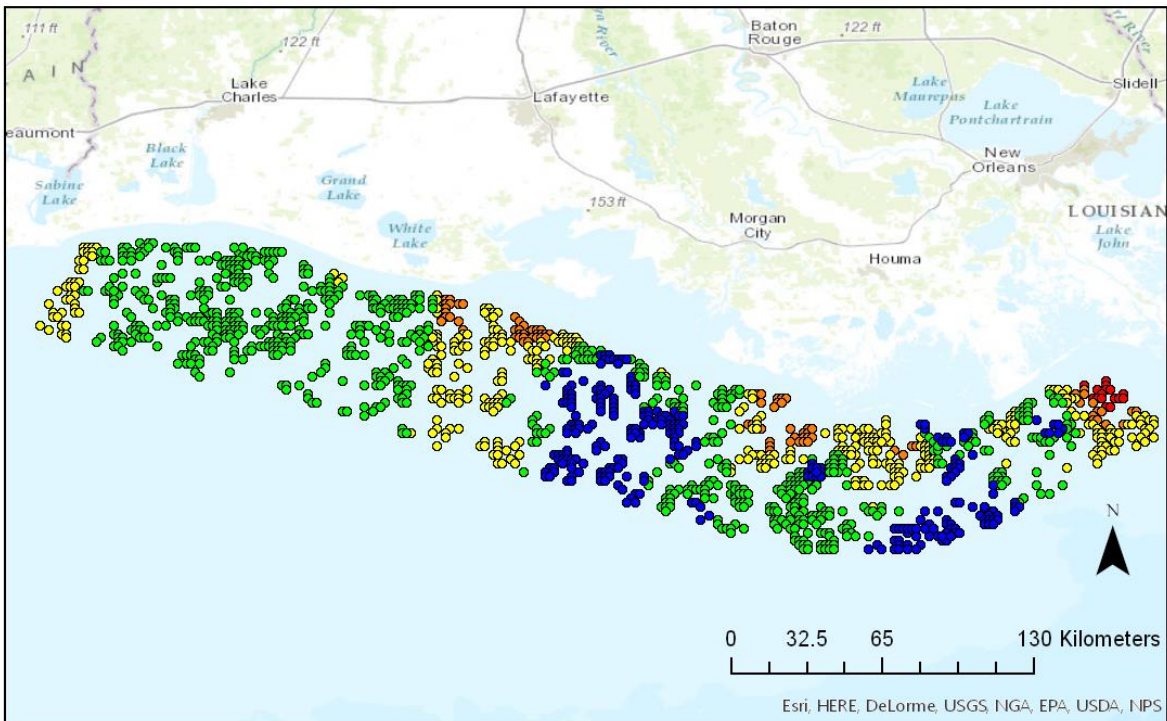 111 ft
122 ft
Baton
Rouge
122 ft
A I N
Lake
Charles
Lafayette
Lake
Maurepas
Slidell
Lake
Pontchartrain
eaumont
Black
Lake
New
Orleans
Sabine
Lake
Grand
Lake
153 ft
White
Lake
Morgan
City
LOUISIAN
Lake
John
Houma
N
0 32.5 65 130 Kilometers
Esri, HERE, DeLorme, USGS, NGA, EPA, USDA, NPS